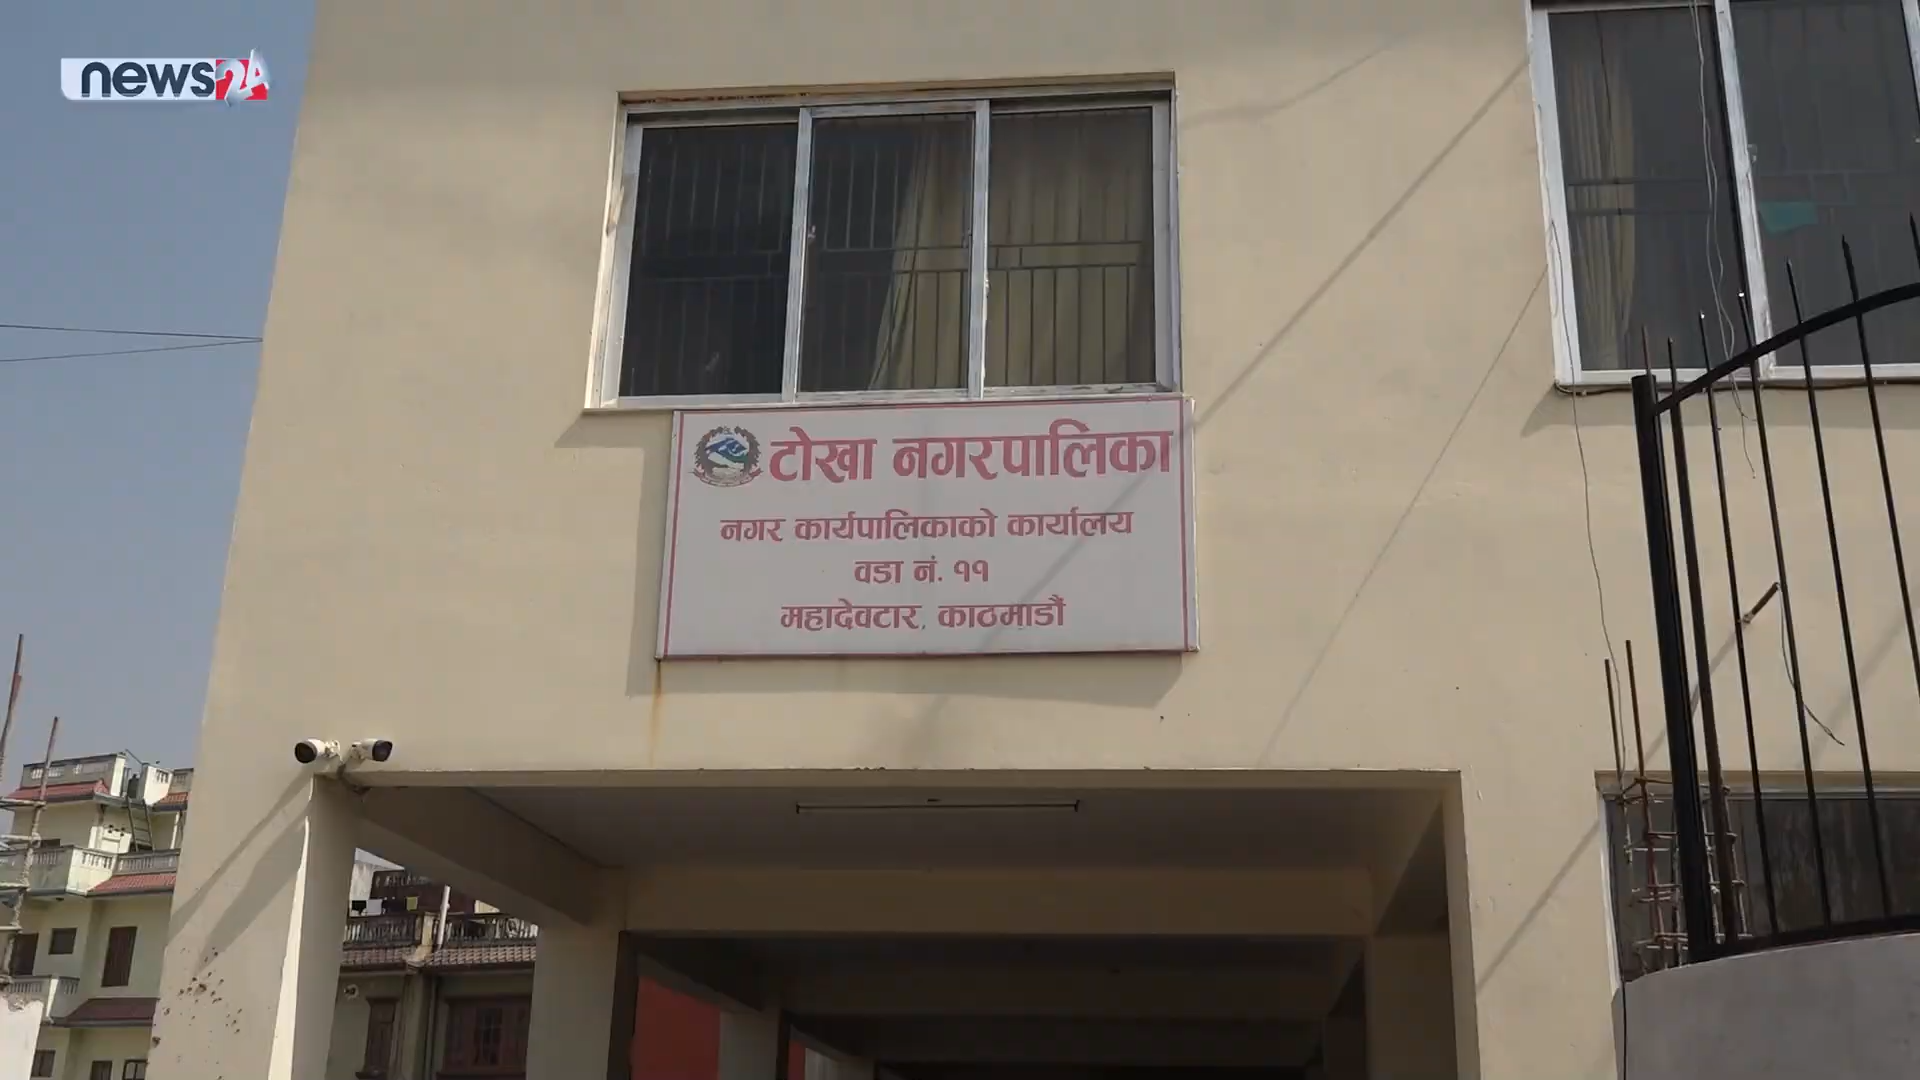 news24
टोखा नगरपालिका
नगर कार्यपालिकाको कार्यालय
वडा नं. ११
महादेवटार, काठमाडौं